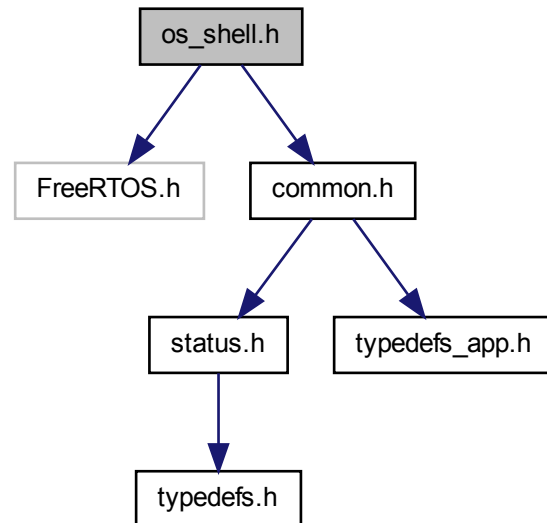 os_shell.h
FreeRTOS.h
common.h
status.h
typedefs_app.h
typedefs.h